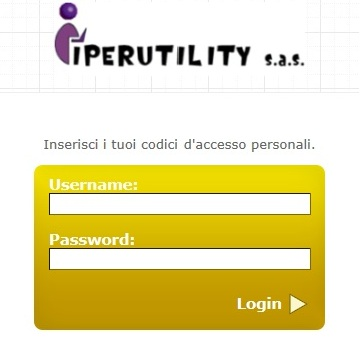 IPERUTILITY s.a.s.
Inserisci i tuoi codici d'accesso personali.
Username:
Password:
Login